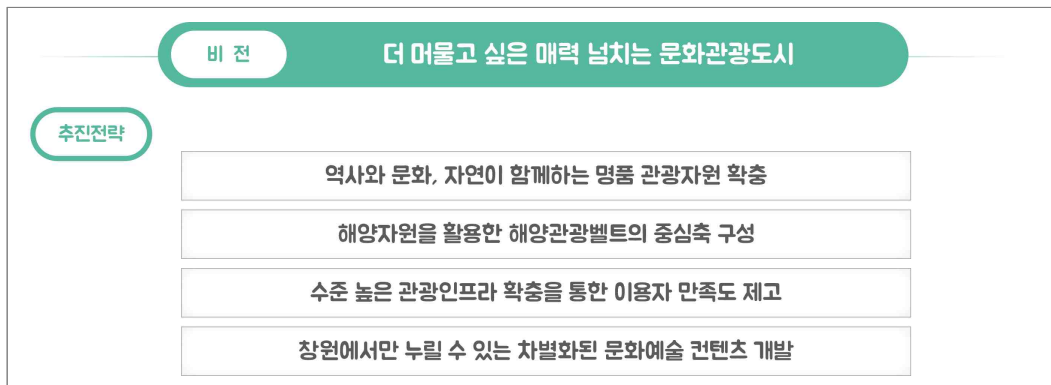 비 전
더 머물고 싶은 매력 넘치는 문화관광도시
추진전략
역사와 문화, 자연이 함께하는 명품 관광자원 확충
해양자원을 활용한 해양관광벨트의 중심축 구성
수준 높은 관광인프라 확충을 통한 이용자 만족도 제고
창원에서만 누릴 수 있는 차별화된 문화예술 컨텐츠 개발